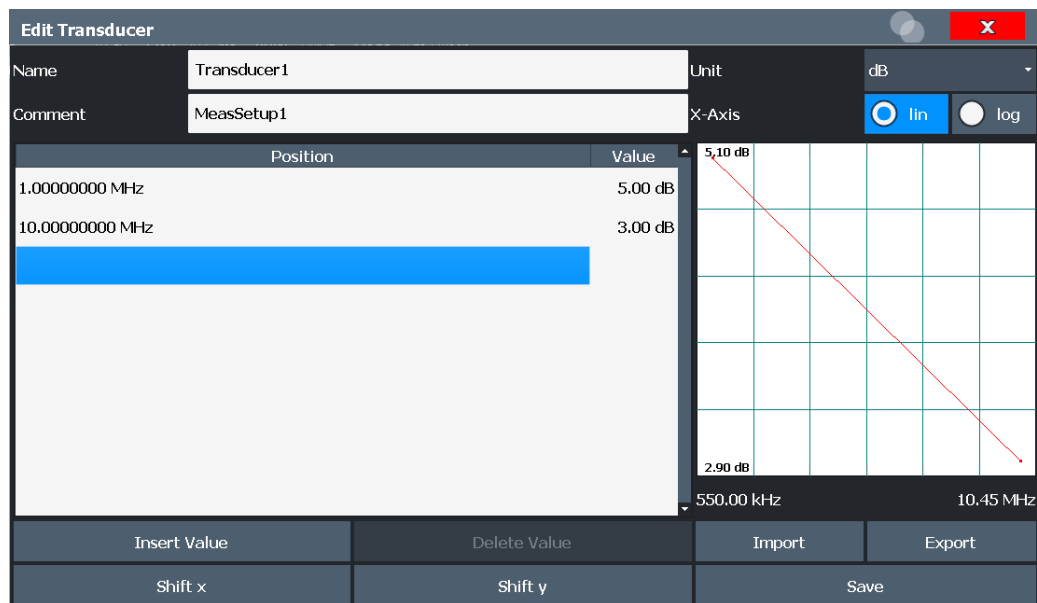 Edit Transducer
X
Name
Transducer1
Unit
dB
Comment
MeasSetup1
X-Axis
lin
log
Position
Value
1.00000000 MHz
5.00 dB
10.00000000 MHz
3.00 dB
5,10 dB
2.90 dB
550.00 kHz
10.45 MHz
Insert Value
Delete Value
Import
Export
Shift x
Shift y
Save